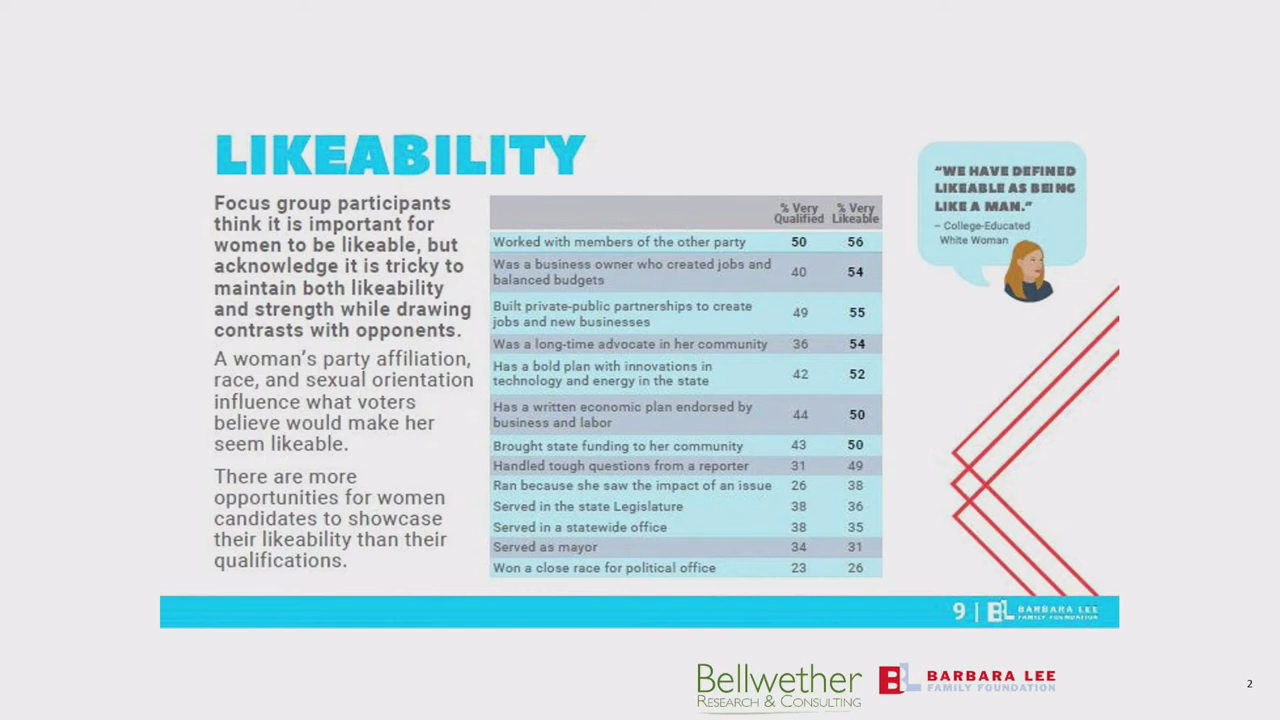 LIKEABILITY
Focus group participants
think it is important for
women to be likeable, but
acknowledge it is tricky to
maintain both likeability
and strength while drawing
contrasts with opponents.
A woman's party affiliation,
race, and sexual orientation
influence what voters
believe would make her
seem likeable.
There are more
opportunities for women
candidates to showcase
their likeability than their
qualifications.
% Very % Very
Qualified Likeable
Worked with members of the other party 50 56
Was a business owner who created jobs and
balanced budgets 40 54
Built private-public partnerships to create
jobs and new businesses 49 55
Was a long-time advocate in her community 36 54
Has a bold plan with innovations in
technology and energy in the state 42 52
Has a written economic plan endorsed by
business and labor 44 50
Brought state funding to her community 43 50
Handled tough questions from a reporter 31 49
Ran because she saw the impact of an issue 26 38
Served in the state Legislature 38 36
Served in a statewide office 38 35
Served as mayor 34 31
Won a close race for political office 23 26
"WE HAVE DEFINED
LIKEABLE AS BEING
LIKE A MAN."
– College-Educated
White Woman
9 | BL BARBARA LEE
FAMILY FOUNDATION
Bellwether
RESEARCH & CONSULTING
BL BARBARA LEE
FAMILY FOUNDATION
2